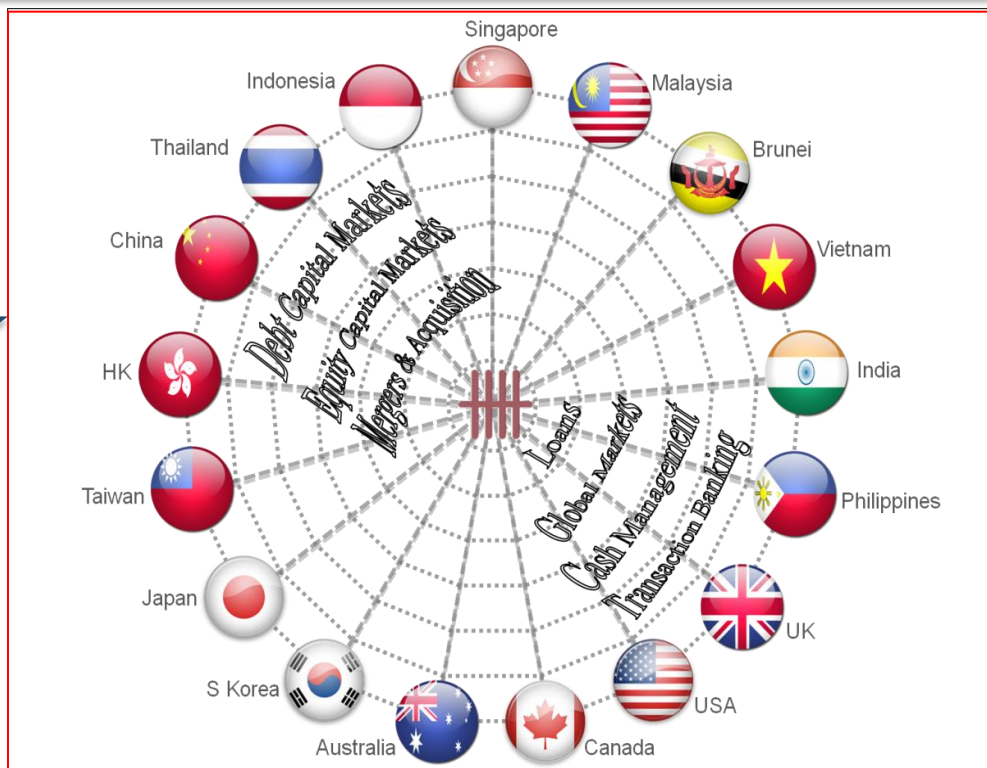 Singapore
Indonesia
Malaysia
Thailand
Brunei
China
Vietnam
HK
India
Taiwan
Philippines
Japan
UK
S Korea
USA
Australia
Canada
Debt Capital Markets
Equity Capital Markets
Mergers & Acquisition
Loans
Global Markets
Cash Management
Transaction Banking